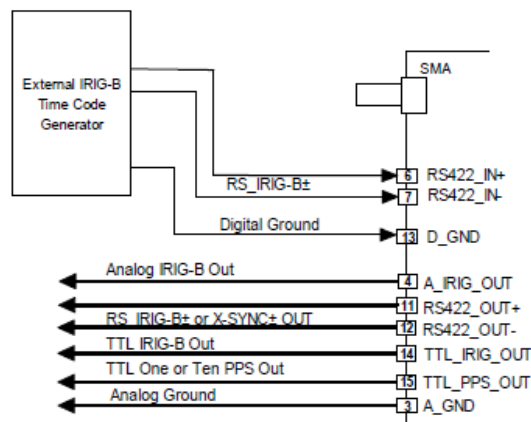 External IRIG-B
Time Code
Generator
SMA
6 RS422_IN+
RS_IRIG-B±
7 RS422_IN-
Digital Ground
13 D_GND
Analog IRIG-B Out
4 A_IRIG_OUT
11 RS422_OUT+
RS_IRIG-B± or X-SYNC± OUT
12 RS422_OUT-
TTL IRIG-B Out
14 TTL_IRIG_OUT
TTL One or Ten PPS Out
15 TTL_PPS_OUT
Analog Ground
3 A_GND